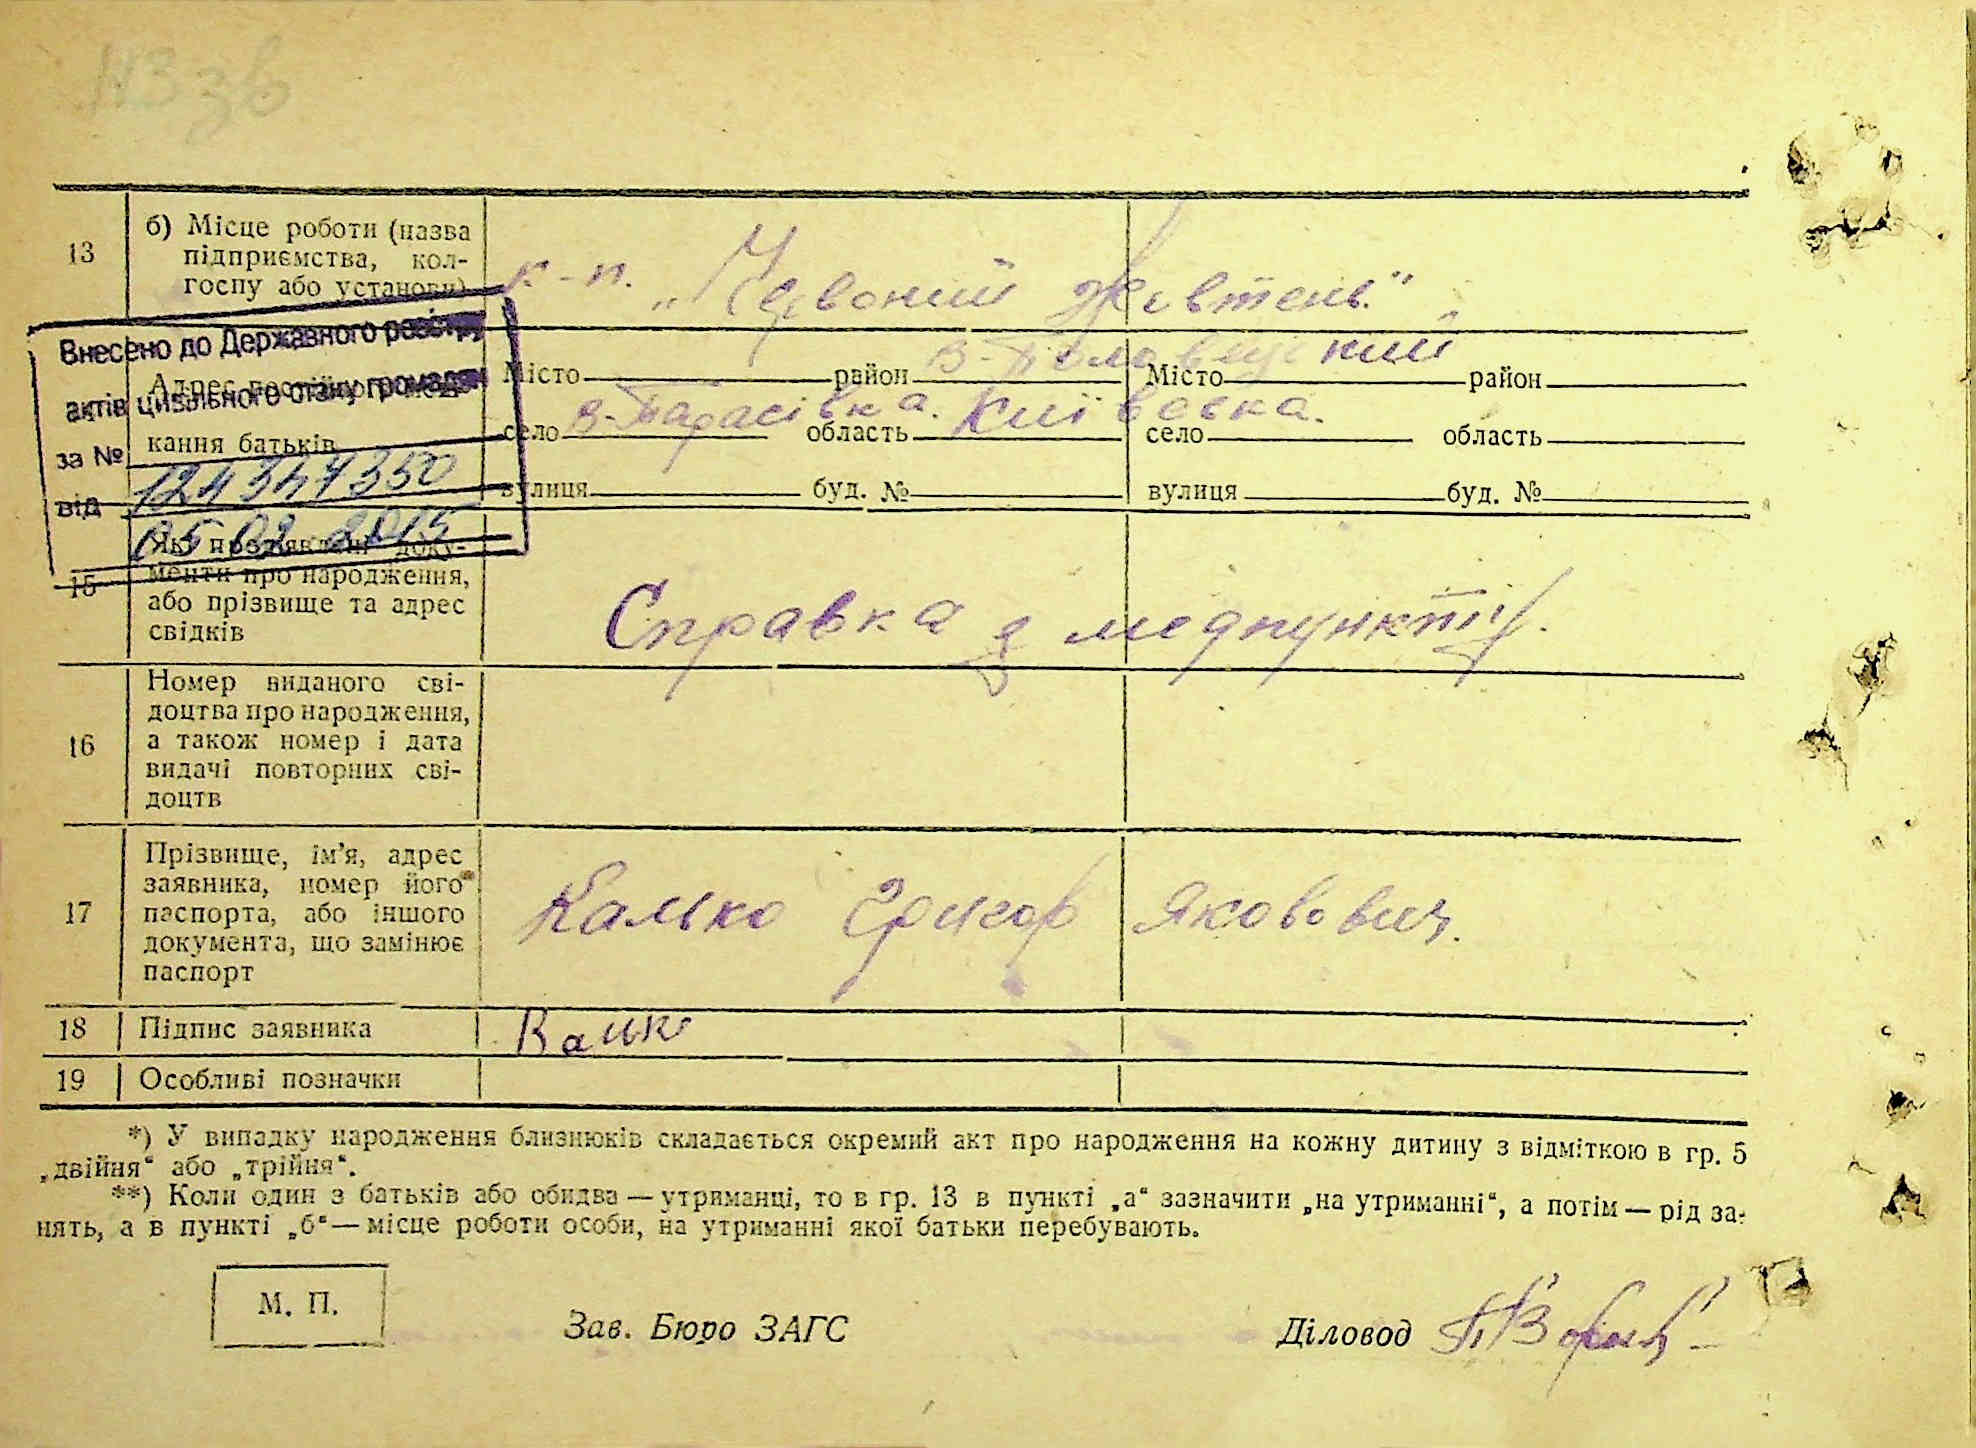 13
б) Місце роботи (назва
підприємства, кол-
госпу або установи)
к-п. „Червоний Жовтень"
Внесено до Державного реєстру
актів цивільного стану громадян
за № 124347350
від 05 02 2015
Адрес постійного
кання батьків
В-Половецький
Місто район Місто район
В-Тарасівка. Київська.
село область село область
вулиця буд. № вулиця буд. №
15
Які пред'явлені доку-
менти про народження,
або прізвище та адрес
свідків
Справка з медпункту.
16
Номер виданого сві-
доцтва про народження,
а також номер і дата
видачі повторних сві-
доцтв
17
Прізвище, ім'я, адрес
заявника, номер його
паспорта, або іншого
документа, що замінює
паспорт
Калько Григор Якович.
18 Підпис заявника
19 Особливі позначки
*) У випадку народження близнюків складається окремий акт про народження на кожну дитину з відміткою в гр. 5
„двійня“ або „трійня“.
**) Коли один з батьків або обидва — утриманці, то в гр. 13 в пункті „а“ зазначити „на утриманні“, а потім — рід за-
нять, а в пункті „б“ — місце роботи особи, на утриманні якої батьки перебувають.
М. П.
Зав. Бюро ЗАГС
Діловод